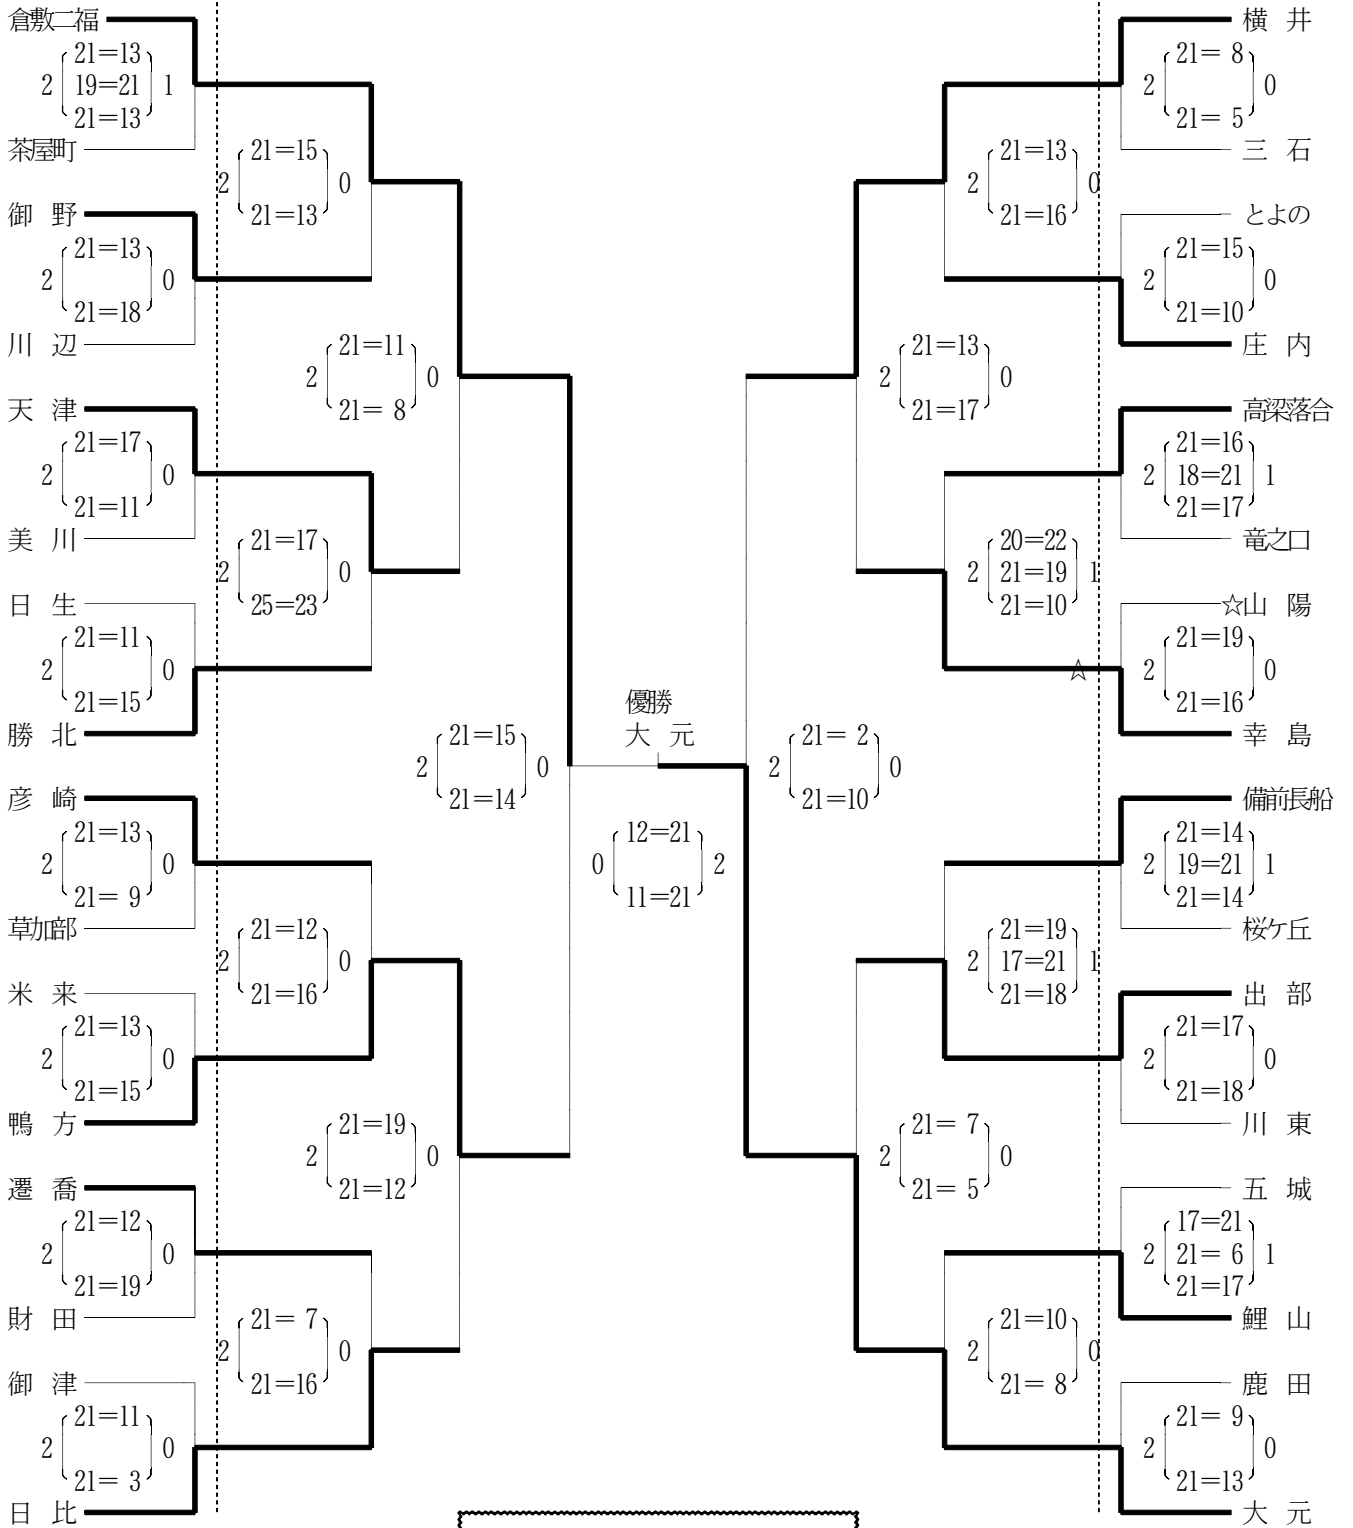 倉敷二福
21=13
2 19=21 1
21=13
茶屋町
21=15
2 0
21=13
御野
21=13
2 0
21=18
川辺
21=11
2 0
21= 8
天津
21=17
2 0
21=11
美川
21=17
2 0
25=23
日生
21=11
2 0
21=15
勝北
21=15
2 0
21=14
彦崎
21=13
2 0
21= 9
草加部
21=12
2 0
21=16
米来
21=13
2 0
21=15
鴨方
21=19
2 0
21=12
遷喬
21=12
2 0
21=19
財田
21= 7
2 0
21=16
御津
21=11
2 0
21= 3
日比
優勝
大元
12=21
0 2
11=21
横井
21= 8
2 0
21= 5
三石
21=13
2 0
21=16
とよの
21=15
2 0
21=10
庄内
21=13
2 0
21=17
高梁落合
21=16
2 18=21 1
21=17
竜之口
20=22
2 21=19 1
21=10
☆山陽
21=19
☆ 2 0
21=16
幸島
21= 2
2 0
21=10
備前長船
21=14
2 19=21 1
21=14
桜ケ丘
21=19
2 17=21 1
21=18
出部
21=17
2 0
21=18
川東
21= 7
2 0
21= 5
五城
17=21
2 21= 6 1
21=17
鯉山
21=10
2 0
21= 8
鹿田
21= 9
2 0
21=13
大元